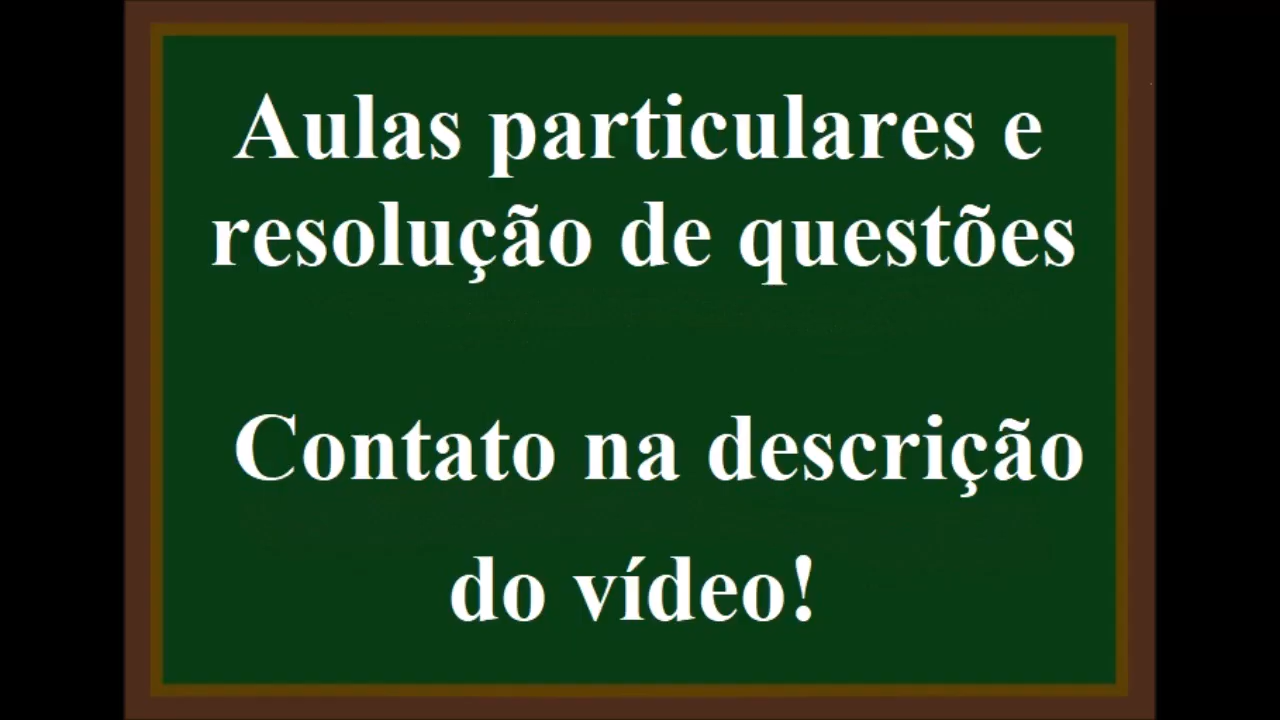 Aulas particulares e
resolução de questões
Contato na descrição
do vídeo!